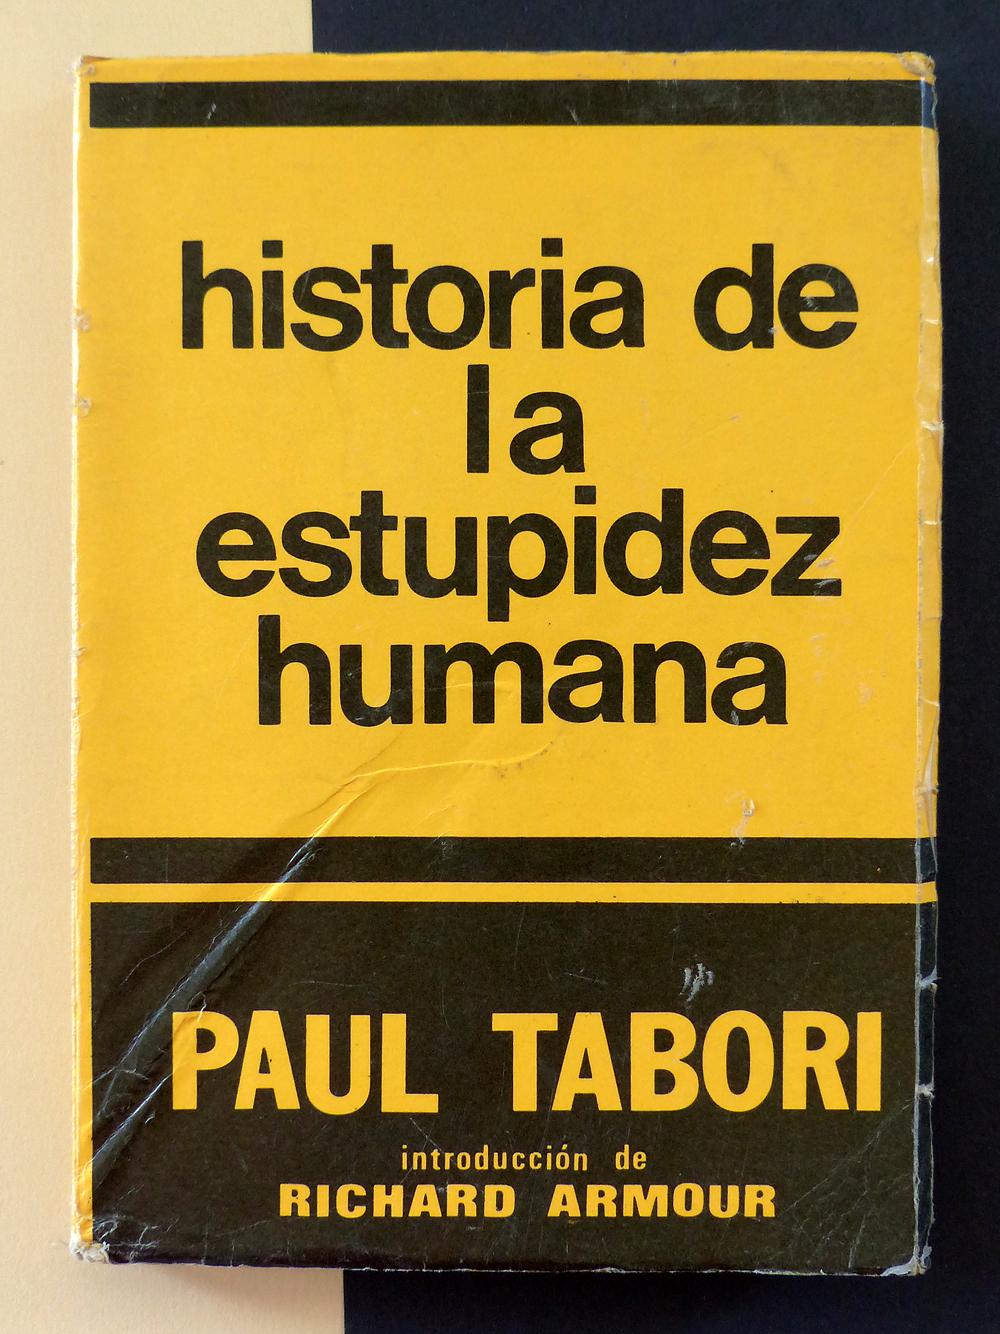 historia de
la
estupidez
humana
PAUL TABORI
introducción de
RICHARD ARMOUR